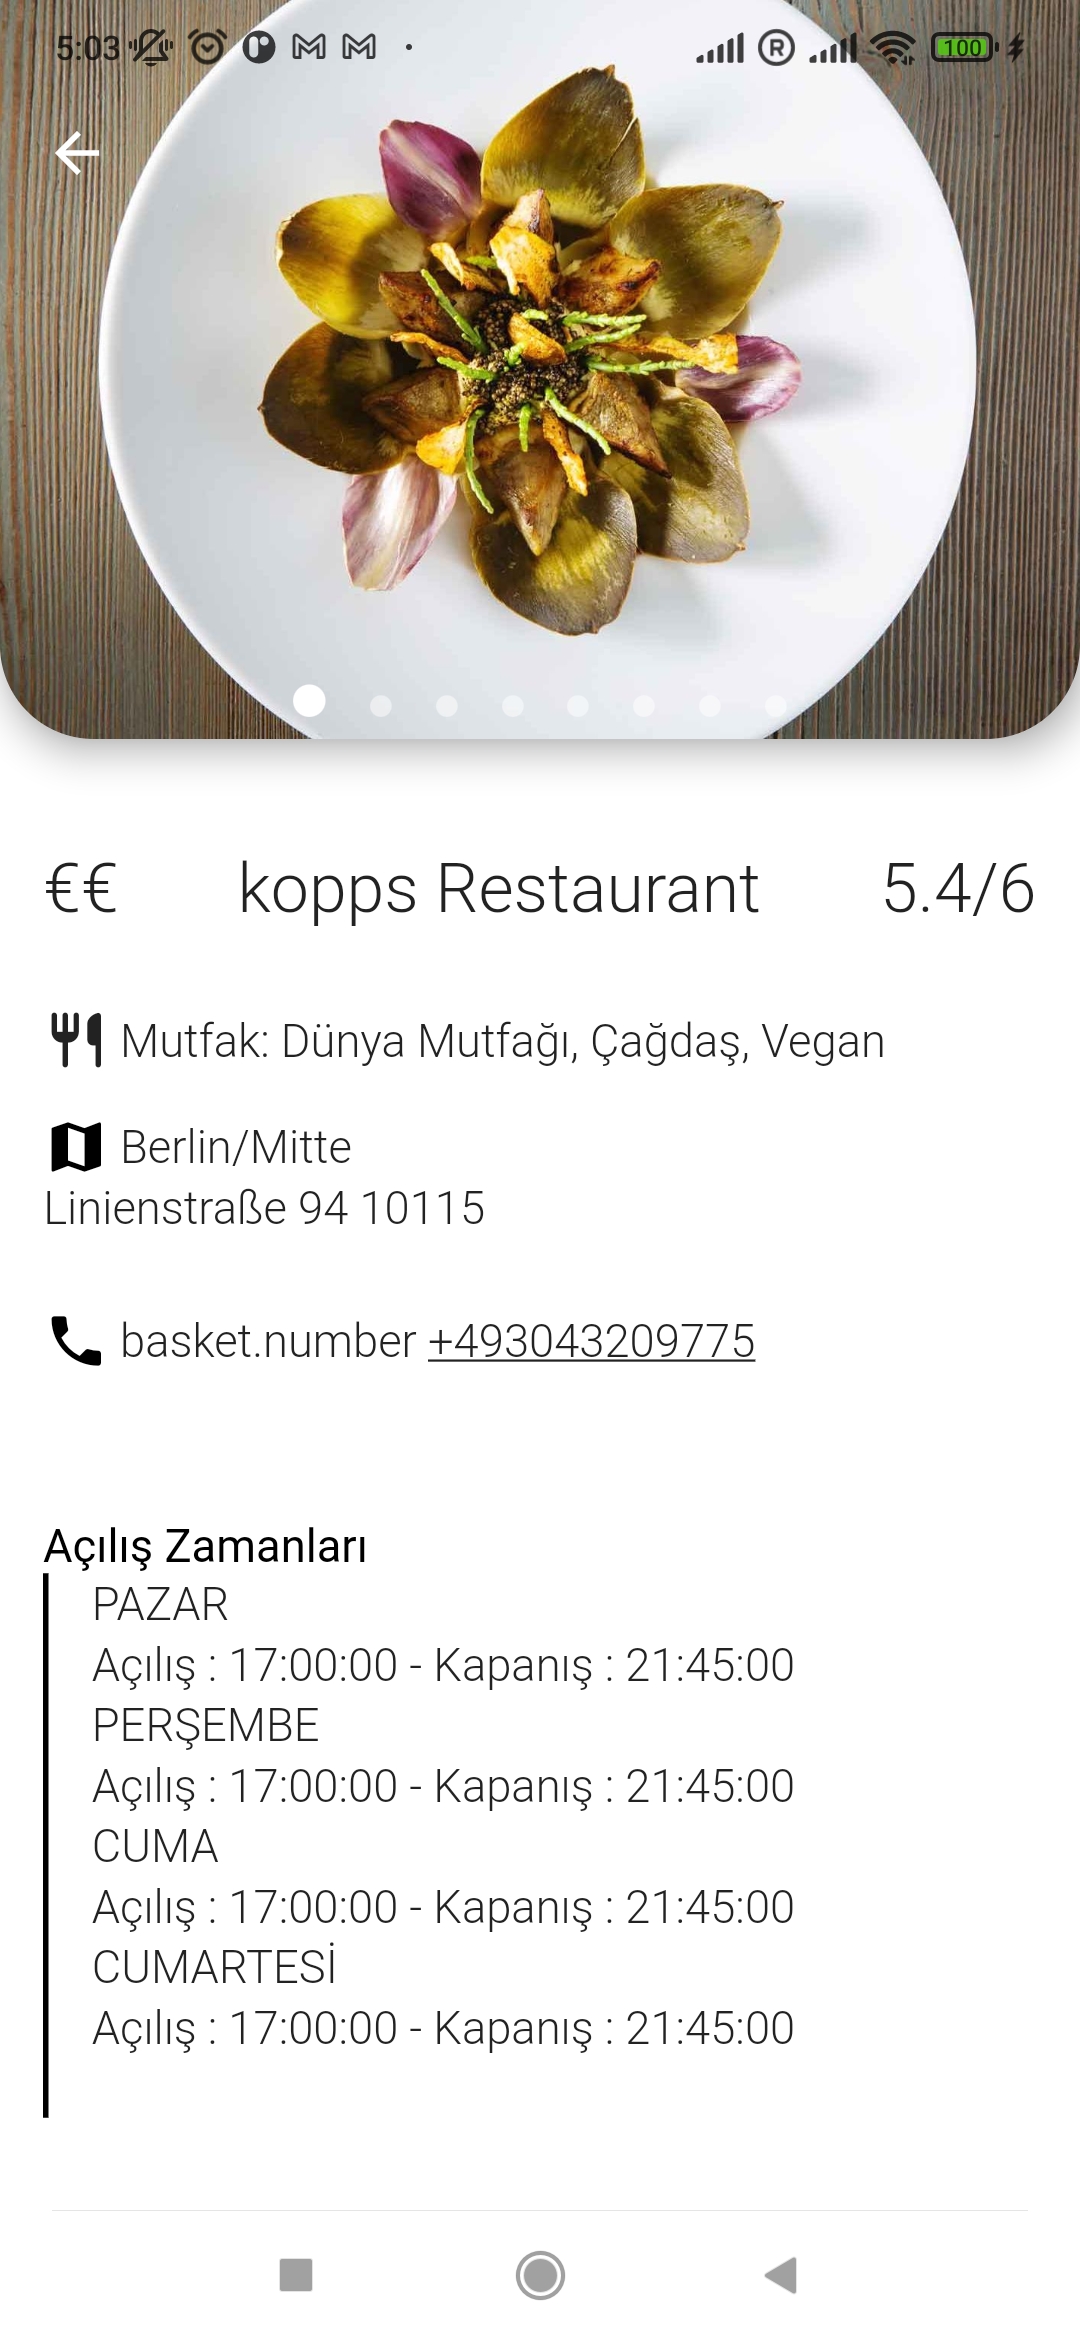 5:03
100
€€ kopps Restaurant 5.4/6
Mutfak: Dünya Mutfağı, Çağdaş, Vegan
Berlin/Mitte
Linienstraße 94 10115
basket.number +493043209775
Açılış Zamanları
PAZAR
Açılış : 17:00:00 - Kapanış : 21:45:00
PERŞEMBE
Açılış : 17:00:00 - Kapanış : 21:45:00
CUMA
Açılış : 17:00:00 - Kapanış : 21:45:00
CUMARTESİ
Açılış : 17:00:00 - Kapanış : 21:45:00